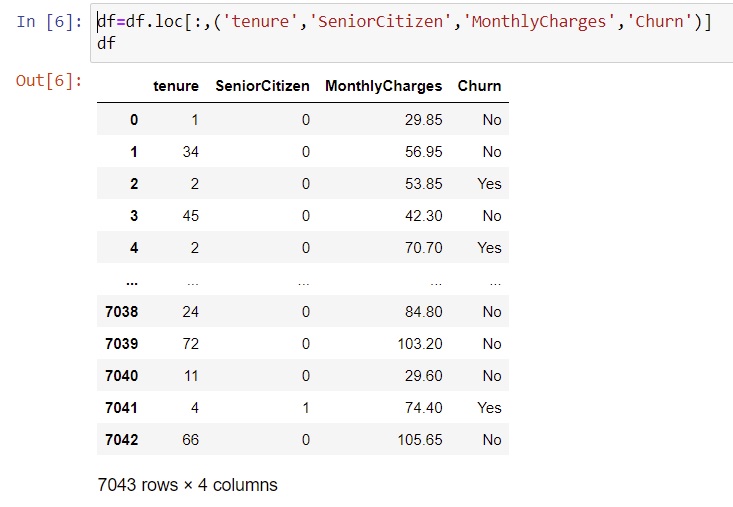 In [6]: df=df.loc[:,('tenure','SeniorCitizen','MonthlyCharges','Churn')]
df
Out[6]:
tenure SeniorCitizen MonthlyCharges Churn
0 1 0 29.85 No
1 34 0 56.95 No
2 2 0 53.85 Yes
3 45 0 42.30 No
4 2 0 70.70 Yes
... ... ... ... ...
7038 24 0 84.80 No
7039 72 0 103.20 No
7040 11 0 29.60 No
7041 4 1 74.40 Yes
7042 66 0 105.65 No
7043 rows × 4 columns